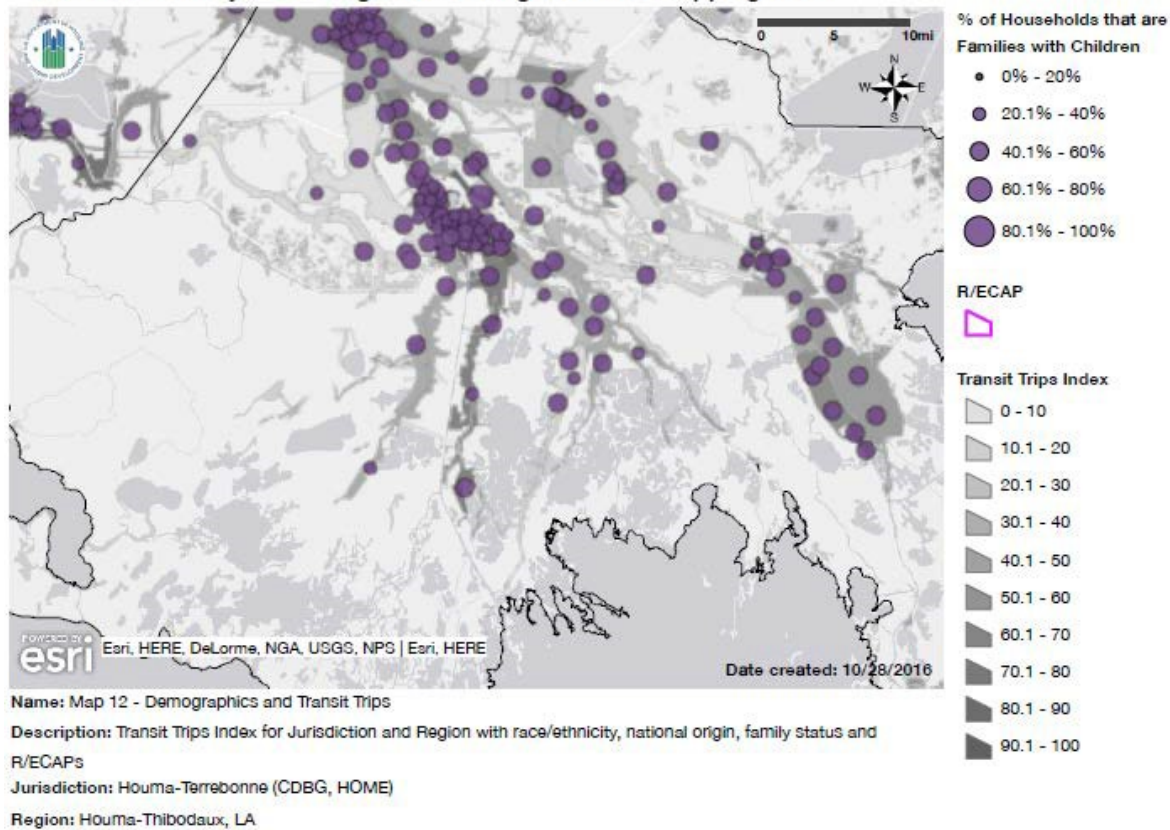 0 5 10mi
N
W E
S
% of Households that are
Families with Children
0% - 20%
20.1% - 40%
40.1% - 60%
60.1% - 80%
80.1% - 100%
R/ECAP
Transit Trips Index
0 - 10
10.1 - 20
20.1 - 30
30.1 - 40
40.1 - 50
50.1 - 60
60.1 - 70
70.1 - 80
80.1 - 90
90.1 - 100
POWERED BY
esri
Esri, HERE, DeLorme, NGA, USGS, NPS | Esri, HERE
Date created: 10/28/2016
Name: Map 12 - Demographics and Transit Trips
Description: Transit Trips Index for Jurisdiction and Region with race/ethnicity, national origin, family status and
R/ECAPs
Jurisdiction: Houma-Terrebonne (CDBG, HOME)
Region: Houma-Thibodaux, LA